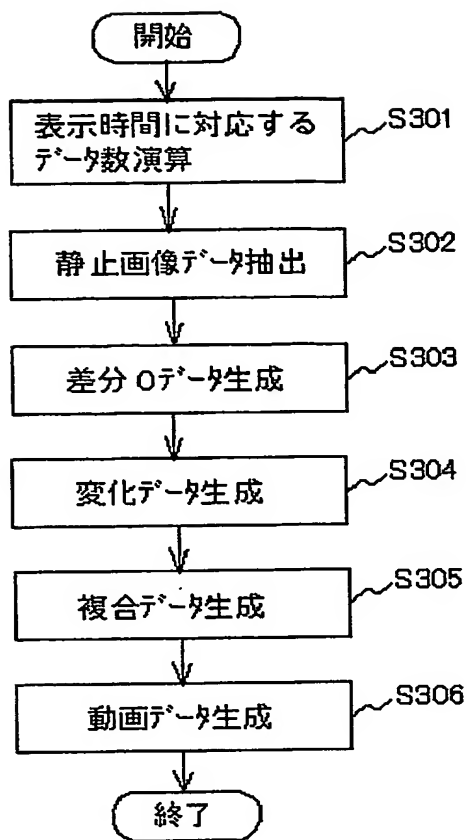 開始
表示時間に対応する
データ数演算
S301
静止画像データ抽出
S302
差分0データ生成
S303
変化データ生成
S304
複合データ生成
S305
動画データ生成
S306
終了